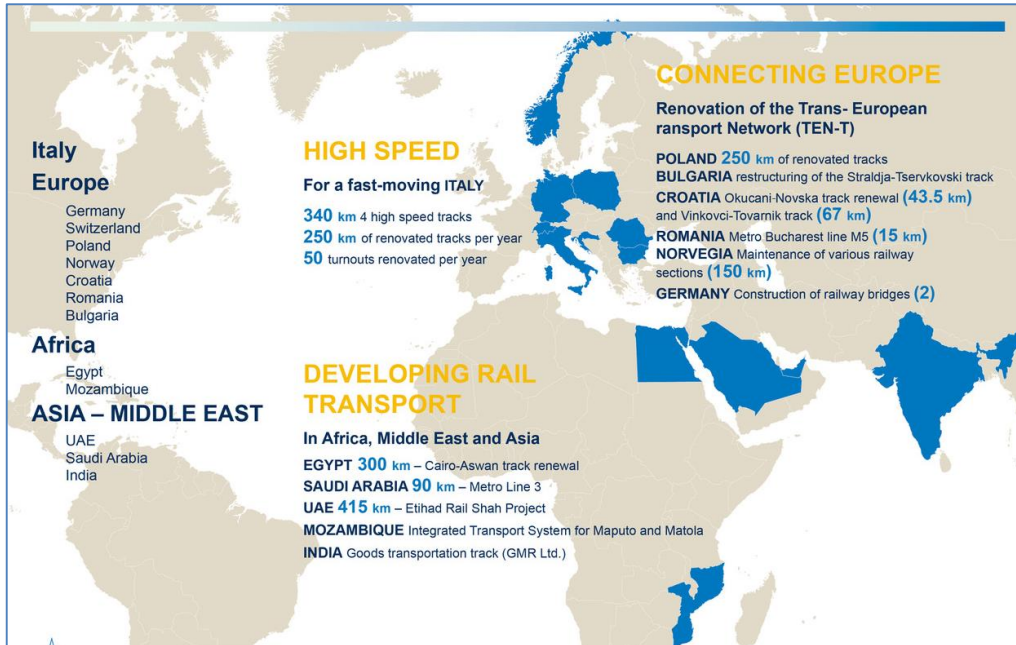 Italy
Europe
Germany
Switzerland
Poland
Norway
Croatia
Romania
Bulgaria
Africa
Egypt
Mozambique
ASIA – MIDDLE EAST
UAE
Saudi Arabia
India
HIGH SPEED
For a fast-moving ITALY
340 km 4 high speed tracks
250 km of renovated tracks per year
50 turnouts renovated per year
DEVELOPING RAIL
TRANSPORT
In Africa, Middle East and Asia
EGYPT 300 km – Cairo-Aswan track renewal
SAUDI ARABIA 90 km – Metro Line 3
UAE 415 km – Etihad Rail Shah Project
MOZAMBIQUE Integrated Transport System for Maputo and Matola
INDIA Goods transportation track (GMR Ltd.)
CONNECTING EUROPE
Renovation of the Trans- European
ransport Network (TEN-T)
POLAND 250 km of renovated tracks
BULGARIA restructuring of the Straldja-Tservkovski track
CROATIA Okucani-Novska track renewal (43.5 km)
and Vinkovci-Tovarnik track (67 km)
ROMANIA Metro Bucharest line M5 (15 km)
NORVEGIA Maintenance of various railway
sections (150 km)
GERMANY Construction of railway bridges (2)